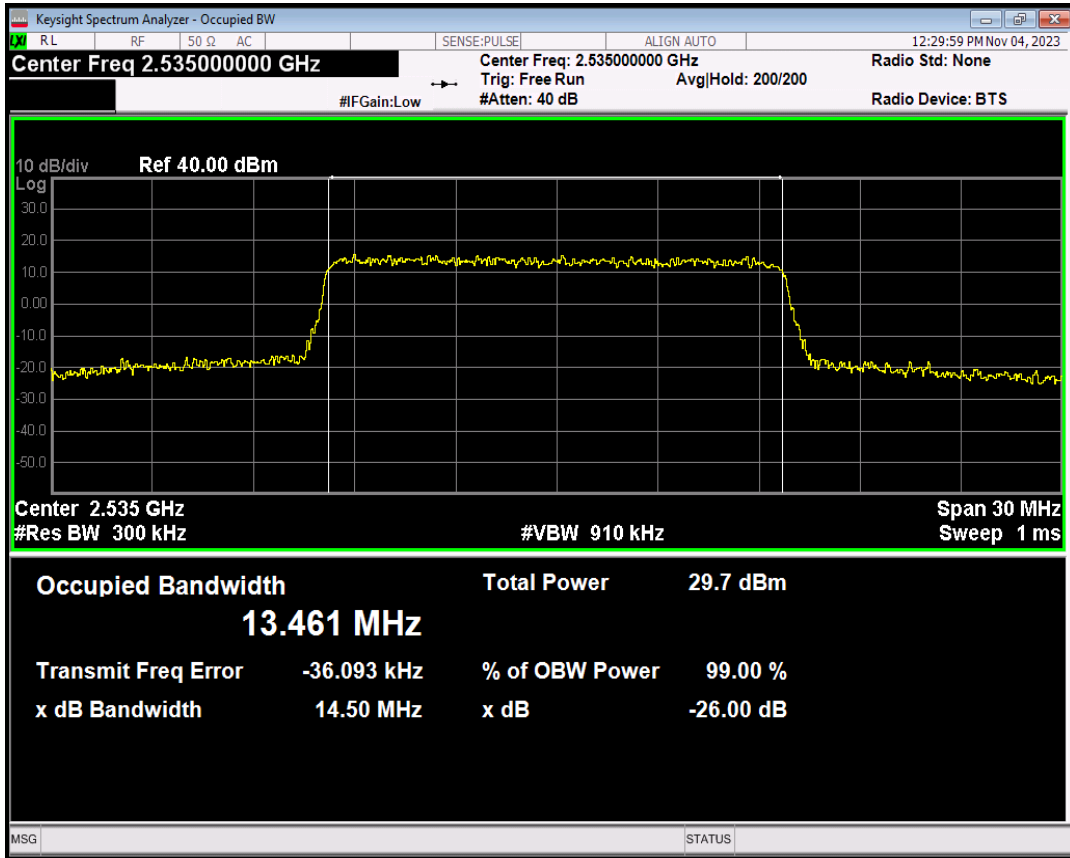 Keysight Spectrum Analyzer - Occupied BW
LXI RL RF 50 Ω AC SENSE:PULSE ALIGN AUTO 12:29:59 PM Nov 04, 2023
Center Freq 2.535000000 GHz Center Freq: 2.535000000 GHz Radio Std: None
Trig: Free Run Avg|Hold: 200/200
#IFGain:Low #Atten: 40 dB Radio Device: BTS
10 dB/div Ref 40.00 dBm
Log
30.0
20.0
10.0
0.00
-10.0
-20.0
-30.0
-40.0
-50.0
Center 2.535 GHz Span 30 MHz
#Res BW 300 kHz #VBW 910 kHz Sweep 1 ms
Occupied Bandwidth Total Power 29.7 dBm
13.461 MHz
Transmit Freq Error -36.093 kHz % of OBW Power 99.00 %
x dB Bandwidth 14.50 MHz x dB -26.00 dB
MSG STATUS